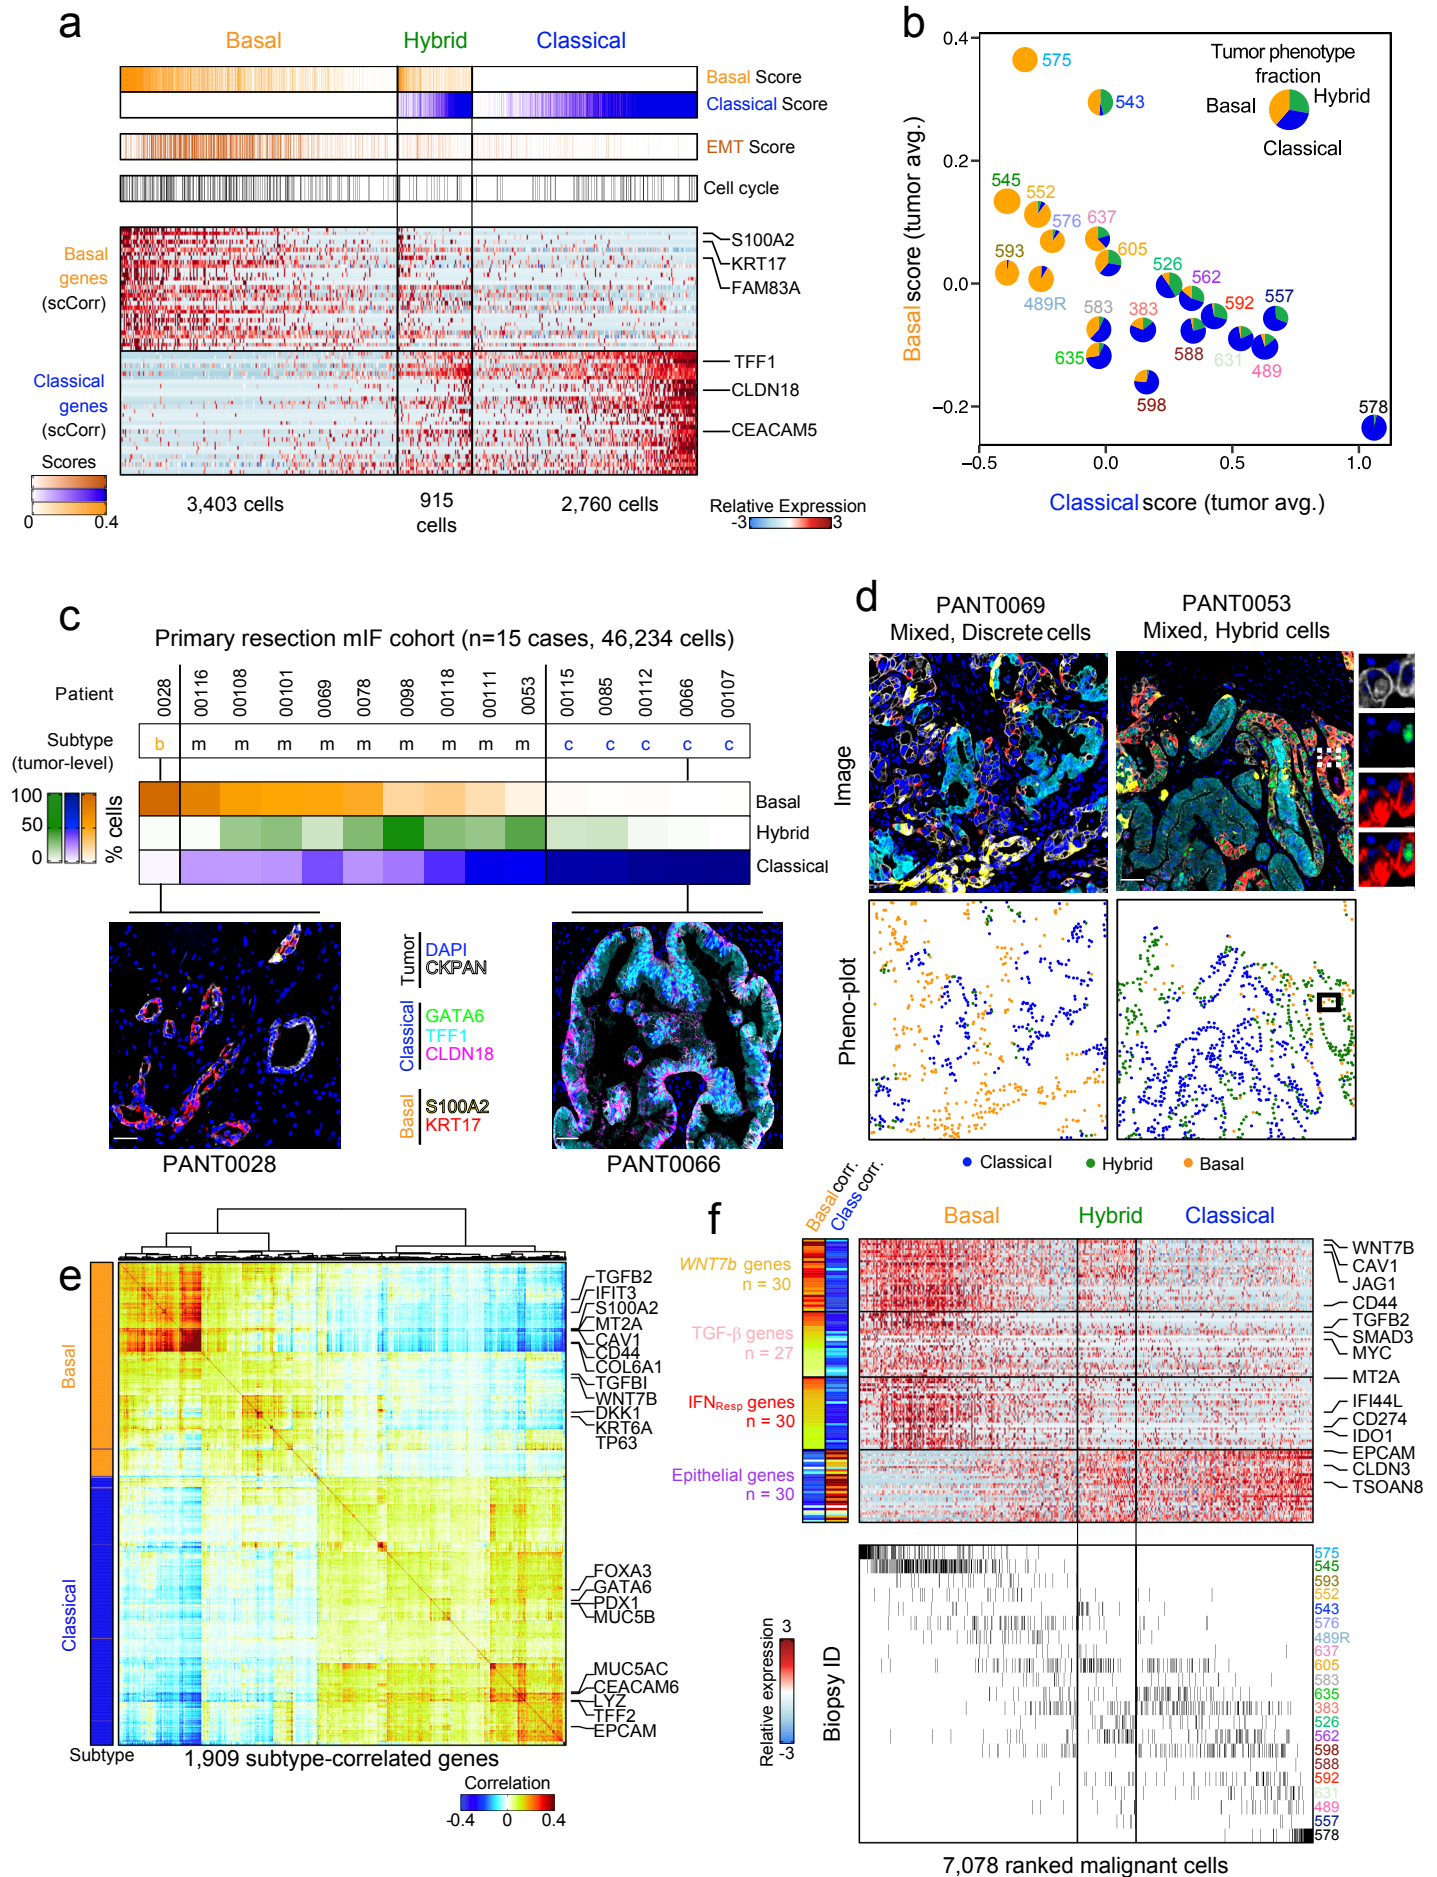 a
Basal Hybrid Classical
Basal Score
Classical Score
EMT Score
Cell cycle
Basal
genes
(scCorr)
S100A2
KRT17
FAM83A
Classical
genes
(scCorr)
TFF1
CLDN18
CEACAM5
Scores
0 0.4
3,403 cells
915
cells
2,760 cells
Relative Expression
-3 3
b
Basal score (tumor avg.)
0.4
0.2
0.0
−0.2
Tumor phenotype
fraction
Basal
Hybrid
Classical
575
543
545
552
576
637
605
593
489R
526
562
592
557
583
383
588
631
489
635
598
578
−0.5 0.0 0.5 1.0
Classical score (tumor avg.)
c
Primary resection mIF cohort (n=15 cases, 46,234 cells)
Patient
0028 00116 00108 00101 0069 0078 0098 00118 00111 0053 00115 0085 00112 0066 00107
Subtype
(tumor-level)
b m m m m m m m m m c c c c c
100
50
0
% cells
Basal
Hybrid
Classical
Tumor
DAPI
CKPAN
Classical
GATA6
TFF1
CLDN18
Basal
S100A2
KRT17
PANT0028
PANT0066
d
PANT0069
Mixed, Discrete cells
PANT0053
Mixed, Hybrid cells
Image
Pheno-plot
Classical Hybrid Basal
e
Basal
Classical
Subtype
TGFB2
IFIT3
S100A2
MT2A
CAV1
CD44
COL6A1
TGFBI
WNT7B
DKK1
KRT6A
TP63
FOXA3
GATA6
PDX1
MUC5B
MUC5AC
CEACAM6
LYZ
TFF2
EPCAM
1,909 subtype-correlated genes
Correlation
-0.4 0 0.4
f
Basal corr.
Class corr.
Basal Hybrid Classical
WNT7b genes
n = 30
TGF-β genes
n = 27
IFNResp genes
n = 30
Epithelial genes
n = 30
WNT7B
CAV1
JAG1
CD44
TGFB2
SMAD3
MYC
MT2A
IFI44L
CD274
IDO1
EPCAM
CLDN3
TSOAN8
Relative expression
3
-3
Biopsy ID
575
545
593
552
543
576
489R
637
605
583
635
383
526
562
598
588
592
631
489
557
578
7,078 ranked malignant cells